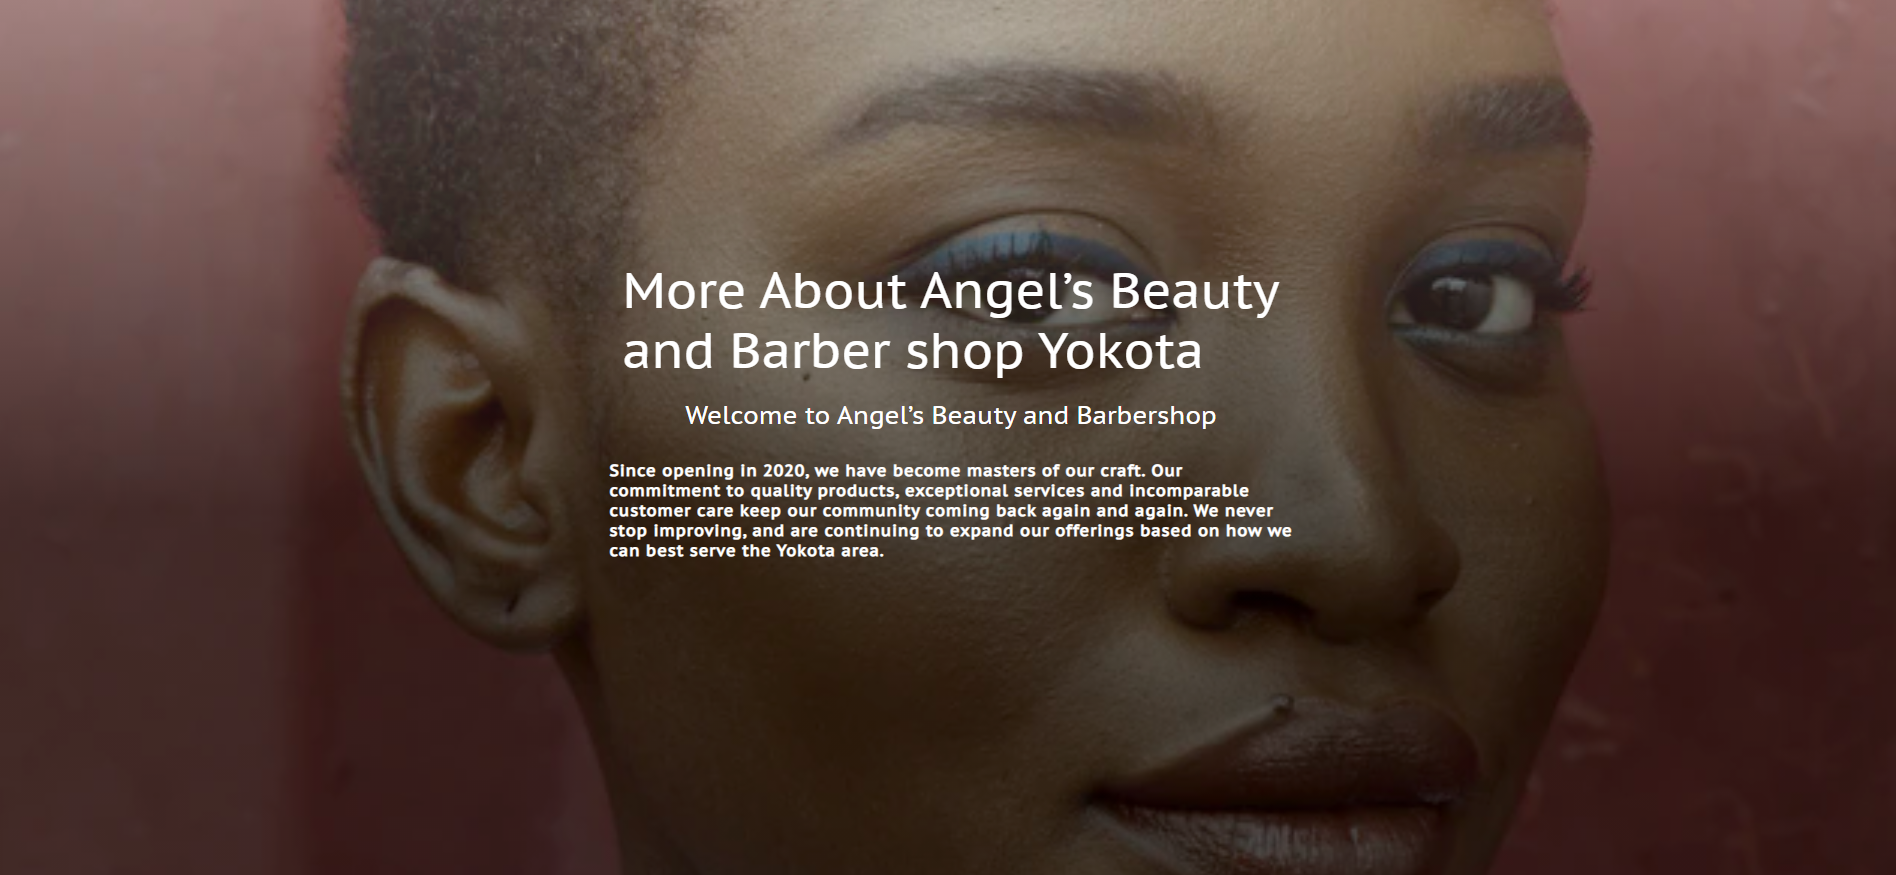 More About Angel’s Beauty
and Barber shop Yokota
Welcome to Angel’s Beauty and Barbershop
Since opening in 2020, we have become masters of our craft. Our
commitment to quality products, exceptional services and incomparable
customer care keep our community coming back again and again. We never
stop improving, and are continuing to expand our offerings based on how we
can best serve the Yokota area.